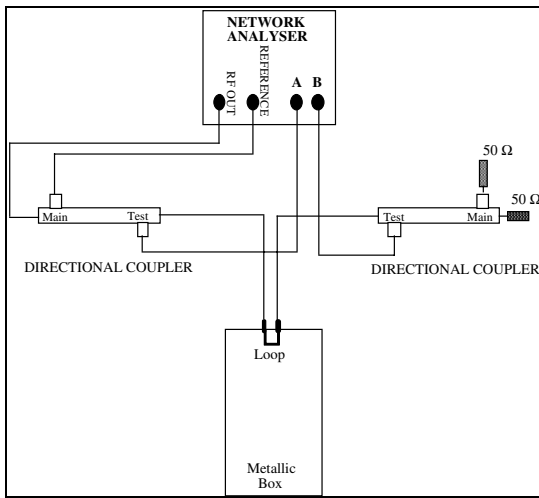 NETWORK
ANALYSER
RF OUT
REFERENCE
A
B
50 Ω
50 Ω
Main
Test
Test
Main
DIRECTIONAL COUPLER
DIRECTIONAL COUPLER
Loop
Metallic
Box